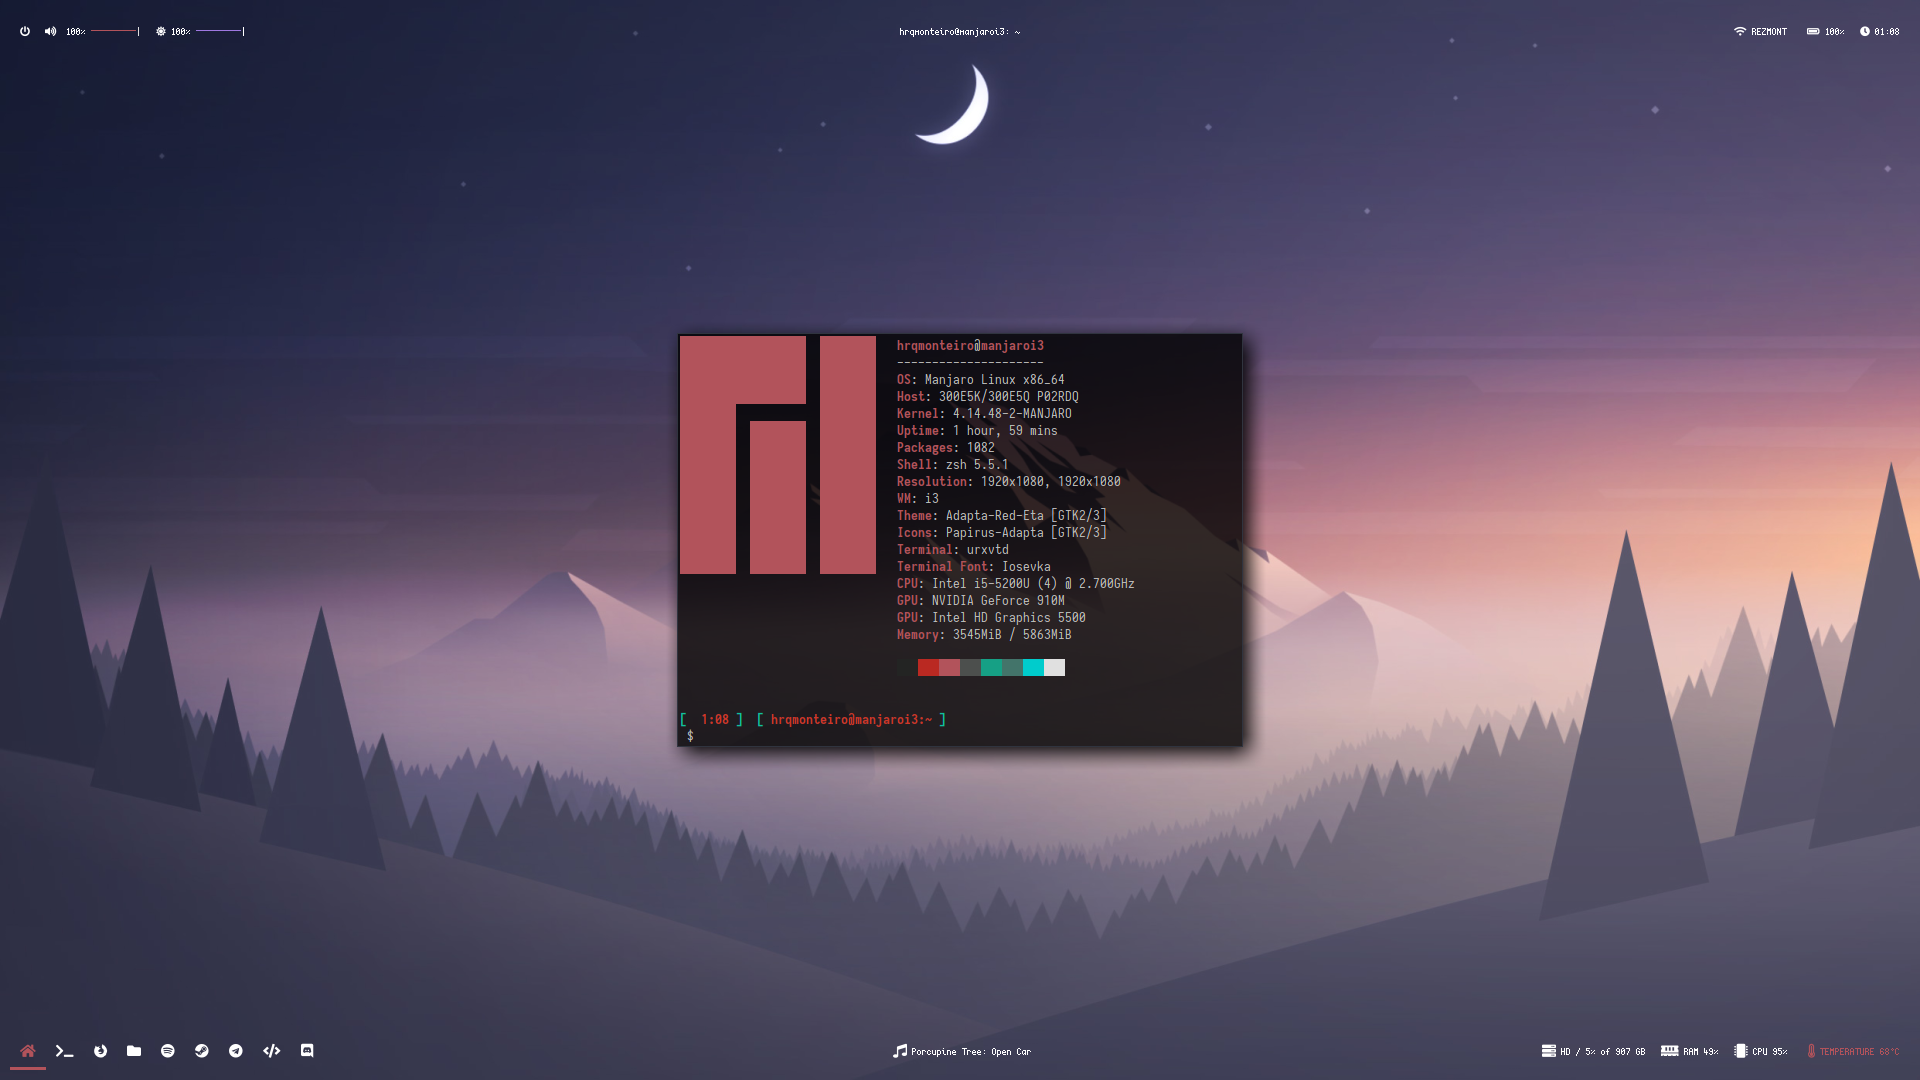 100% 100% hrqmonteiro@manjaroi3: ~ REZMONT 100% 01:08
hrqmonteiro@manjaroi3
---------------------
OS: Manjaro Linux x86_64
Host: 300E5K/300E5Q P02RDQ
Kernel: 4.14.48-2-MANJARO
Uptime: 1 hour, 59 mins
Packages: 1082
Shell: zsh 5.5.1
Resolution: 1920x1080, 1920x1080
WM: i3
Theme: Adapta-Red-Eta [GTK2/3]
Icons: Papirus-Adapta [GTK2/3]
Terminal: urxvtd
Terminal Font: Iosevka
CPU: Intel i5-5200U (4) @ 2.700GHz
GPU: NVIDIA GeForce 910M
GPU: Intel HD Graphics 5500
Memory: 3545MiB / 5863MiB
[ 1:08 ] [ hrqmonteiro@manjaroi3:~ ]
$
Porcupine Tree: Open Car HD / 5% of 907 GB RAM 49% CPU 95% TEMPERATURE 68°C